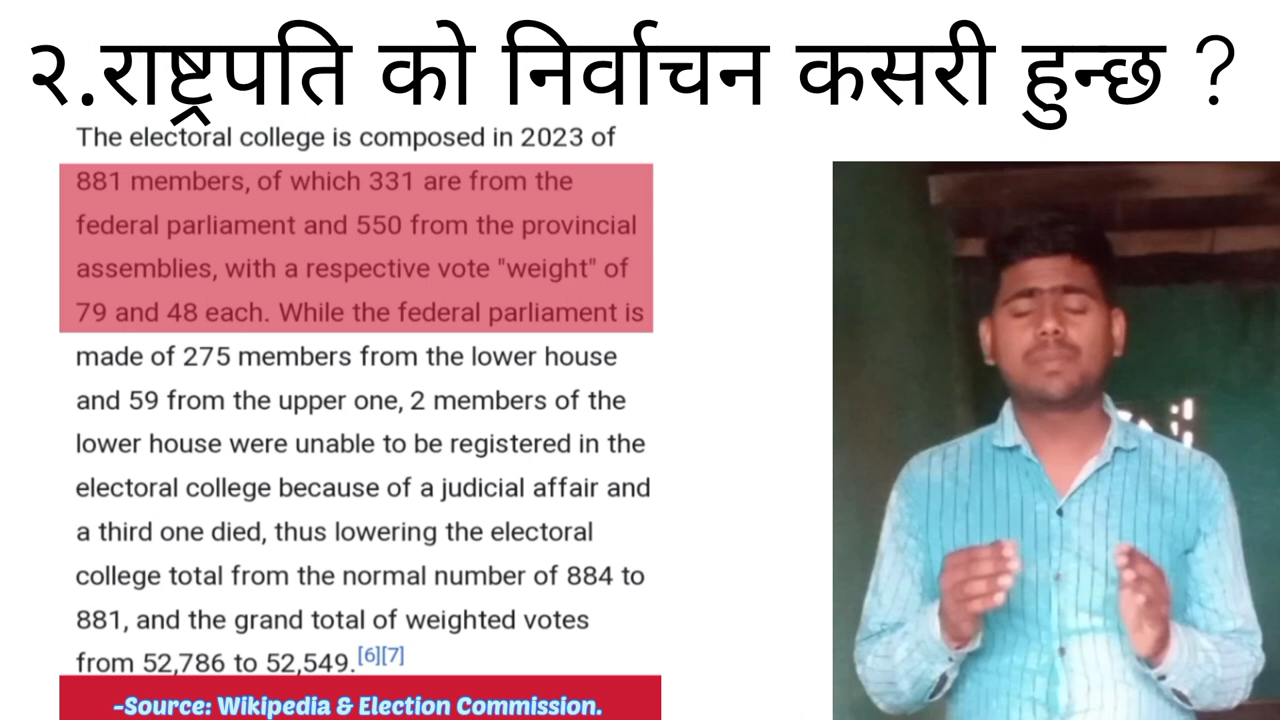 २.राष्ट्रपति को निर्वाचन कसरी हुन्छ ?
The electoral college is composed in 2023 of
881 members, of which 331 are from the
federal parliament and 550 from the provincial
assemblies, with a respective vote "weight" of
79 and 48 each. While the federal parliament is
made of 275 members from the lower house
and 59 from the upper one, 2 members of the
lower house were unable to be registered in the
electoral college because of a judicial affair and
a third one died, thus lowering the electoral
college total from the normal number of 884 to
881, and the grand total of weighted votes
from 52,786 to 52,549.[6][7]
-Source: Wikipedia & Election Commission.